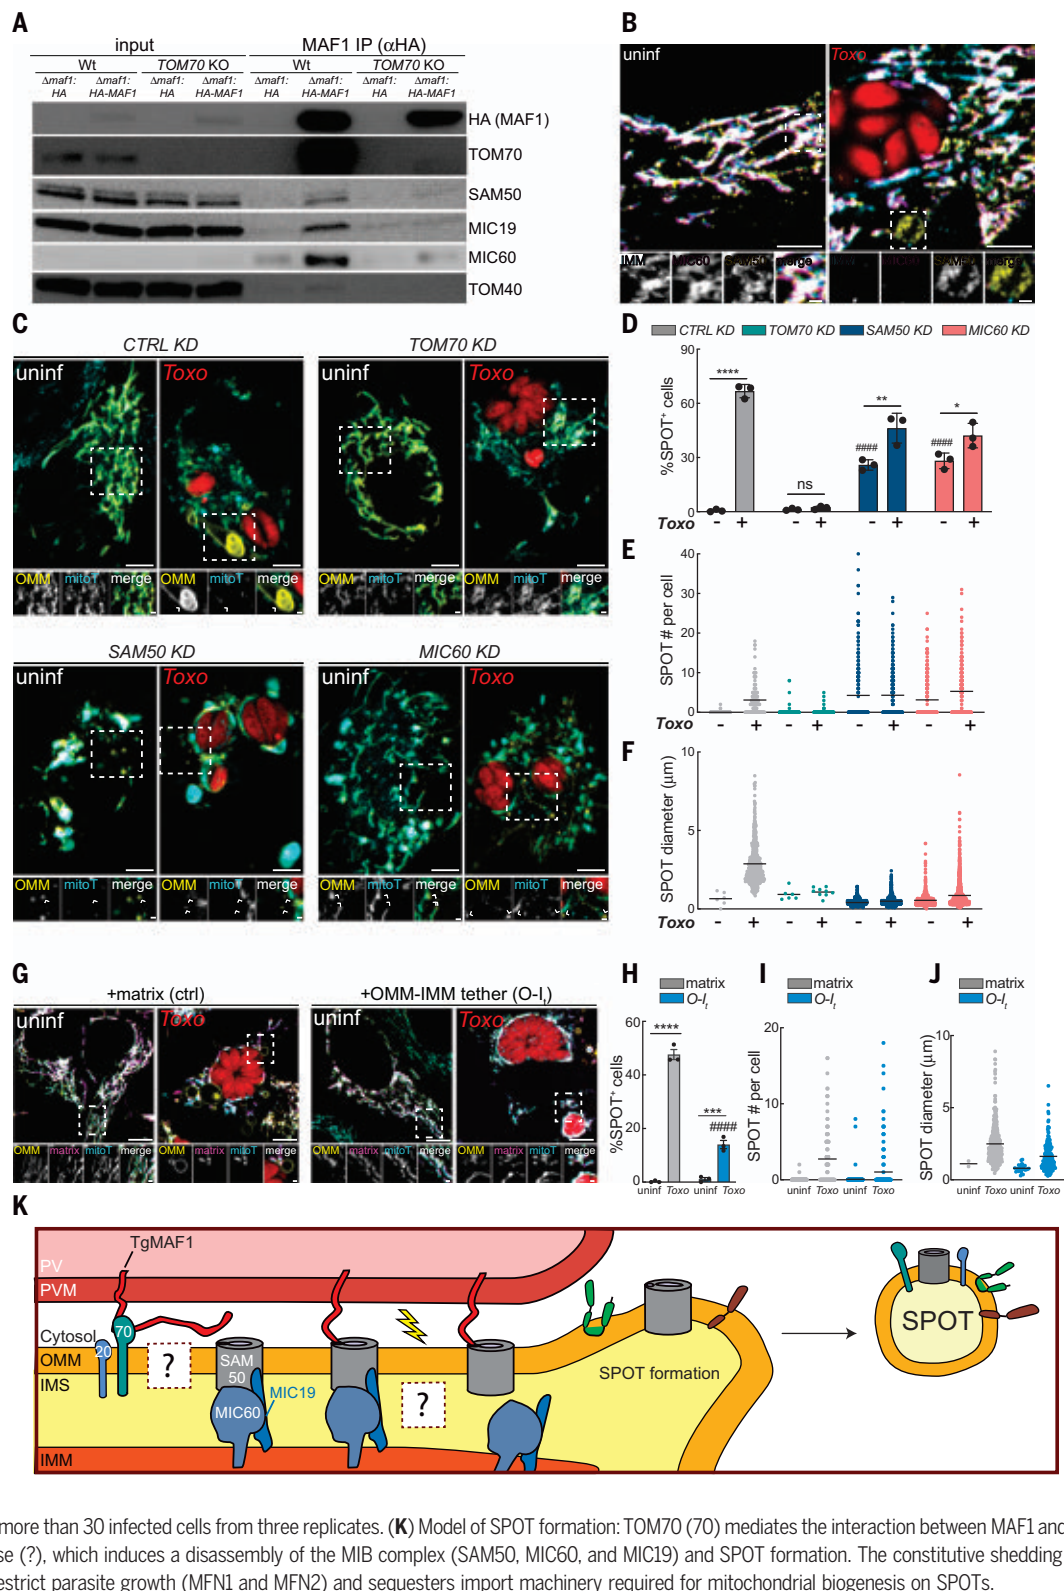 A
input
MAF1 IP (αHA)
Wt
TOM70 KO
Wt
TOM70 KO
Δmaf1: HA
Δmaf1: HA-MAF1
Δmaf1: HA
Δmaf1: HA-MAF1
Δmaf1: HA
Δmaf1: HA-MAF1
Δmaf1: HA
Δmaf1: HA-MAF1
HA (MAF1)
TOM70
SAM50
MIC19
MIC60
TOM40
B
uninf
Toxo
IMM
MIC60
SAM50
merge
MIC60
SAM50
merge
C
CTRL KD
TOM70 KD
uninf
Toxo
uninf
Toxo
OMM mitoT merge
OMM mitoT merge
OMM mitoT merge
OMM mitoT merge
SAM50 KD
MIC60 KD
uninf
Toxo
uninf
Toxo
OMM mitoT merge
OMM mitoT merge
OMM mitoT merge
OMM mitoT merge
D
CTRL KD
TOM70 KD
SAM50 KD
MIC60 KD
%SPOT⁺ cells
90
60
30
0
****
ns
####
**
####
*
Toxo
- + - + - + - +
E
SPOT # per cell
40
30
20
10
0
Toxo
- + - + - + - +
F
SPOT diameter (µm)
10
5
0
Toxo
- + - + - + - +
G
+matrix (ctrl)
+OMM-IMM tether (O-Iₜ)
uninf
Toxo
uninf
Toxo
OMM matrix mitoT merge
OMM matrix mitoT merge
OMM matrix mitoT merge
OMM matrix mitoT merge
H
matrix
O-Iₜ
%SPOT⁺ cells
60
40
20
0
****
***
####
uninf Toxo uninf Toxo
I
matrix
O-Iₜ
SPOT # per cell
20
10
0
uninf Toxo uninf Toxo
J
matrix
O-Iₜ
SPOT diameter (µm)
10
5
0
uninf Toxo uninf Toxo
K
TgMAF1
PV
PVM
Cytosol
OMM
IMS
IMM
20
70
?
SAM 50
MIC60
MIC19
?
SPOT formation
SPOT
more than 30 infected cells from three replicates. (K) Model of SPOT formation: TOM70 (70) mediates the interaction between MAF1 and
se (?), which induces a disassembly of the MIB complex (SAM50, MIC60, and MIC19) and SPOT formation. The constitutive shedding
estrict parasite growth (MFN1 and MFN2) and sequesters import machinery required for mitochondrial biogenesis on SPOTs.